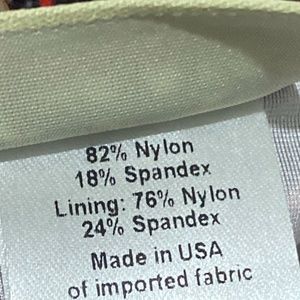 82% Nylon
18% Spandex
Lining: 76% Nylon
24% Spandex
Made in USA
of imported fabric